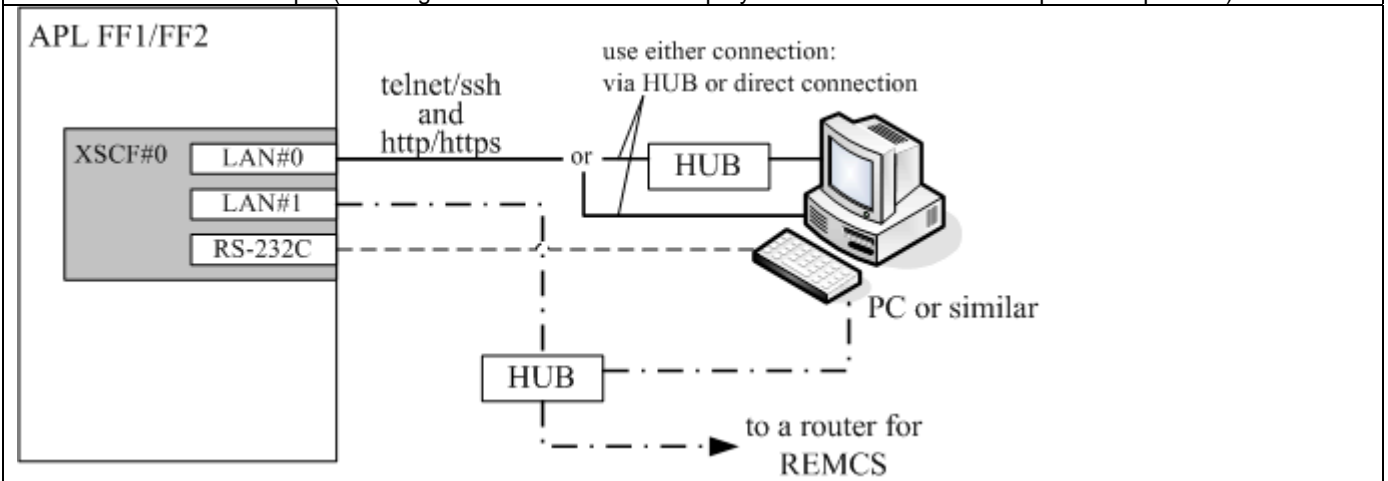 APL FF1/FF2
use either connection:
via HUB or direct connection
telnet/ssh
and
http/https
XSCF#0
LAN#0
or
HUB
LAN#1
RS-232C
PC or similar
HUB
to a router for
REMCS